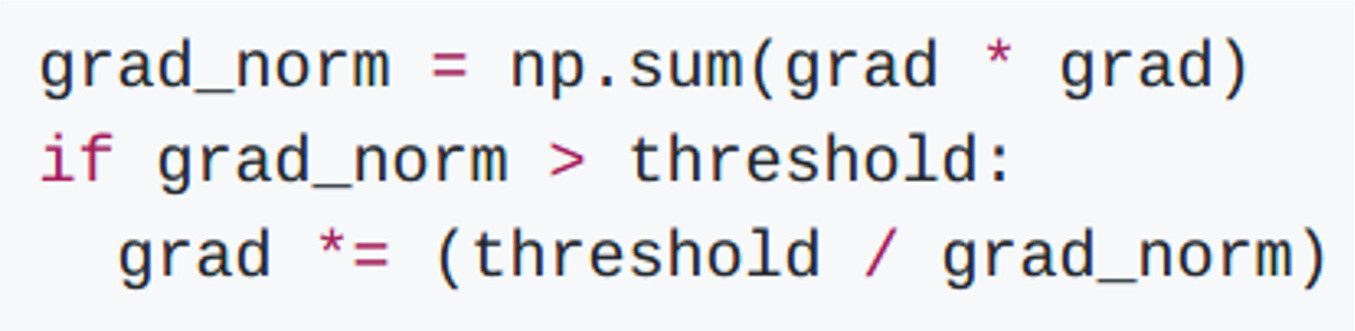 grad_norm = np.sum(grad * grad)
if grad_norm > threshold:
  grad *= (threshold / grad_norm)